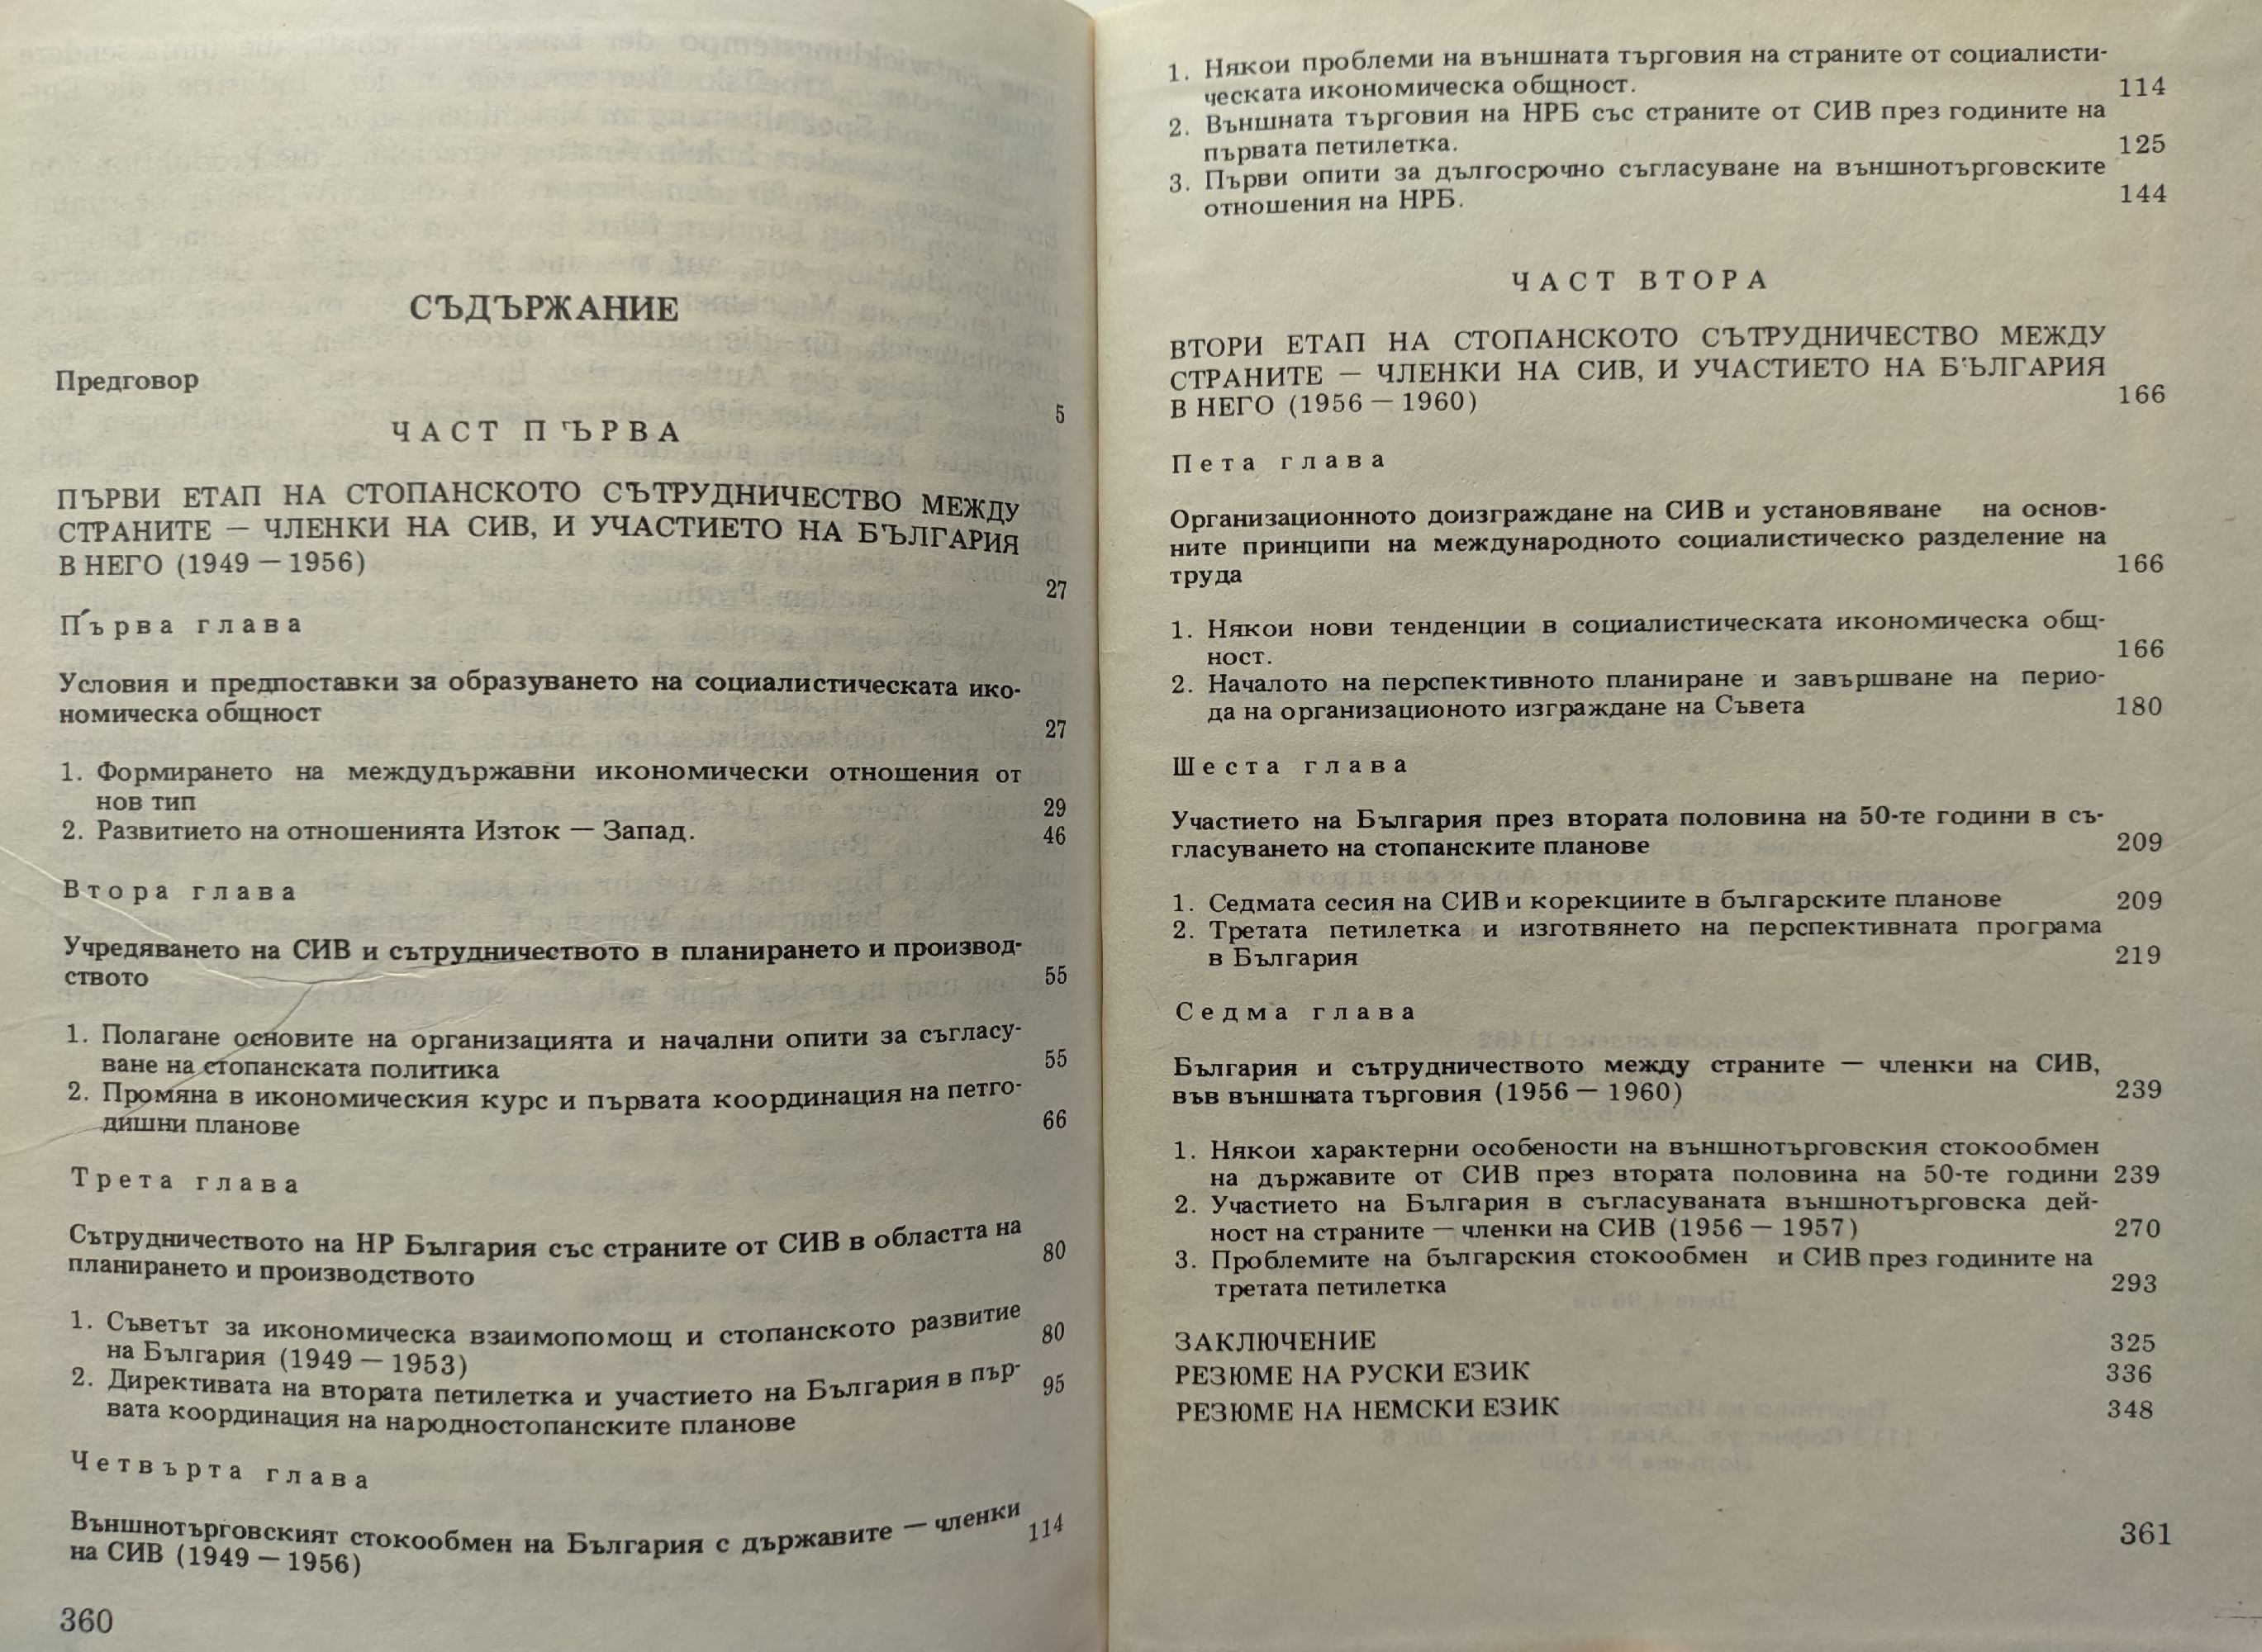 СЪДЪРЖАНИЕ
Предговор
5
ЧАСТ ПЪРВА
ПЪРВИ ЕТАП НА СТОПАНСКОТО СЪТРУДНИЧЕСТВО МЕЖДУ
СТРАНИТЕ — ЧЛЕНКИ НА СИВ, И УЧАСТИЕТО НА БЪЛГАРИЯ
В НЕГО (1949 — 1956)
27
Първа глава
Условия и предпоставки за образуването на социалистическата ико-
номическа общност
27
1. Формирането на междудържавни икономически отношения от
нов тип 29
2. Развитието на отношенията Изток — Запад. 46
Втора глава
Учредяването на СИВ и сътрудничеството в планирането и производ-
ството 55
1. Полагане основите на организацията и начални опити за съгласу-
ване на стопанската политика 55
2. Промяна в икономическия курс и първата координация на петго-
дишни планове 66
Трета глава
Сътрудничеството на НР България със страните от СИВ в областта на
планирането и производството 80
1. Съветът за икономическа взаимопомощ и стопанското развитие
на България (1949 — 1953) 80
2. Директивата на втората петилетка и участието на България в пър-
вата координация на народностопанските планове 95
Четвърта глава
Външнотърговският стокообмен на България с държавите — членки
на СИВ (1949 — 1956) 114
360
1. Някои проблеми на външната търговия на страните от социалисти-
ческата икономическа общност. 114
2. Външната търговия на НРБ със страните от СИВ през годините на
първата петилетка. 125
3. Първи опити за дългосрочно съгласуване на външнотърговските
отношения на НРБ. 144
ЧАСТ ВТОРА
ВТОРИ ЕТАП НА СТОПАНСКОТО СЪТРУДНИЧЕСТВО МЕЖДУ
СТРАНИТЕ — ЧЛЕНКИ НА СИВ, И УЧАСТИЕТО НА БЪЛГАРИЯ
В НЕГО (1956 — 1960) 166
Пета глава
Организационното доизграждане на СИВ и установяване на основ-
ните принципи на международното социалистическо разделение на
труда 166
1. Някои нови тенденции в социалистическата икономическа общ-
ност. 166
2. Началото на перспективното планиране и завършване на перио-
да на организационото изграждане на Съвета 180
Шеста глава
Участието на България през втората половина на 50-те години в съ-
гласуването на стопанските планове 209
1. Седмата сесия на СИВ и корекциите в българските планове 209
2. Третата петилетка и изготвянето на перспективната програма
в България 219
Седма глава
България и сътрудничеството между страните — членки на СИВ,
във външната търговия (1956 — 1960) 239
1. Някои характерни особености на външнотърговския стокообмен
на държавите от СИВ през втората половина на 50-те години 239
2. Участието на България в съгласуваната външнотърговска дей-
ност на страните — членки на СИВ (1956 — 1957) 270
3. Проблемите на българския стокообмен и СИВ през годините на
третата петилетка 293
ЗАКЛЮЧЕНИЕ 325
РЕЗЮМЕ НА РУСКИ ЕЗИК 336
РЕЗЮМЕ НА НЕМСКИ ЕЗИК 348
361